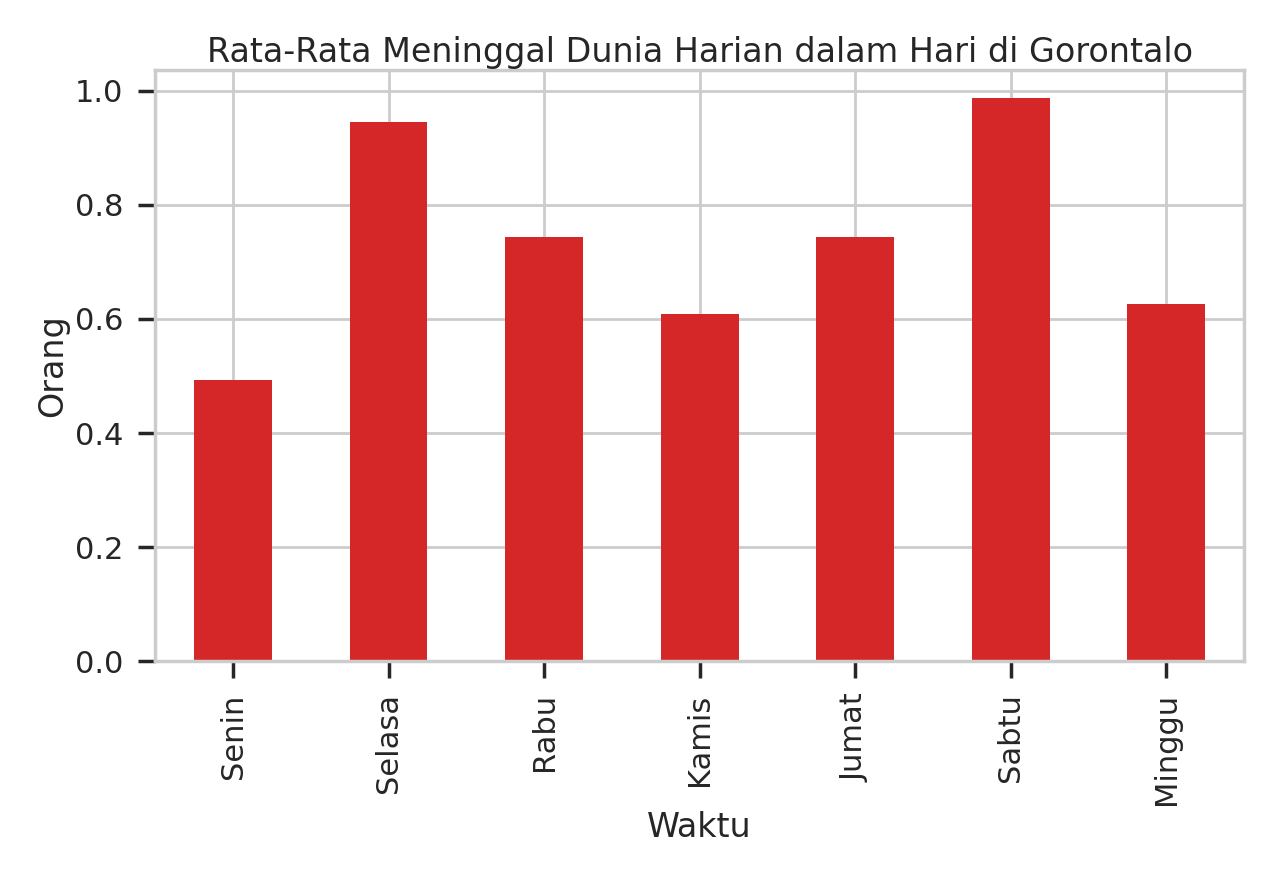 Rata-Rata Meninggal Dunia Harian dalam Hari di Gorontalo
1.0
0.8
0.6
0.4
0.2
0.0
Orang
Senin
Selasa
Rabu
Kamis
Jumat
Sabtu
Minggu
Waktu